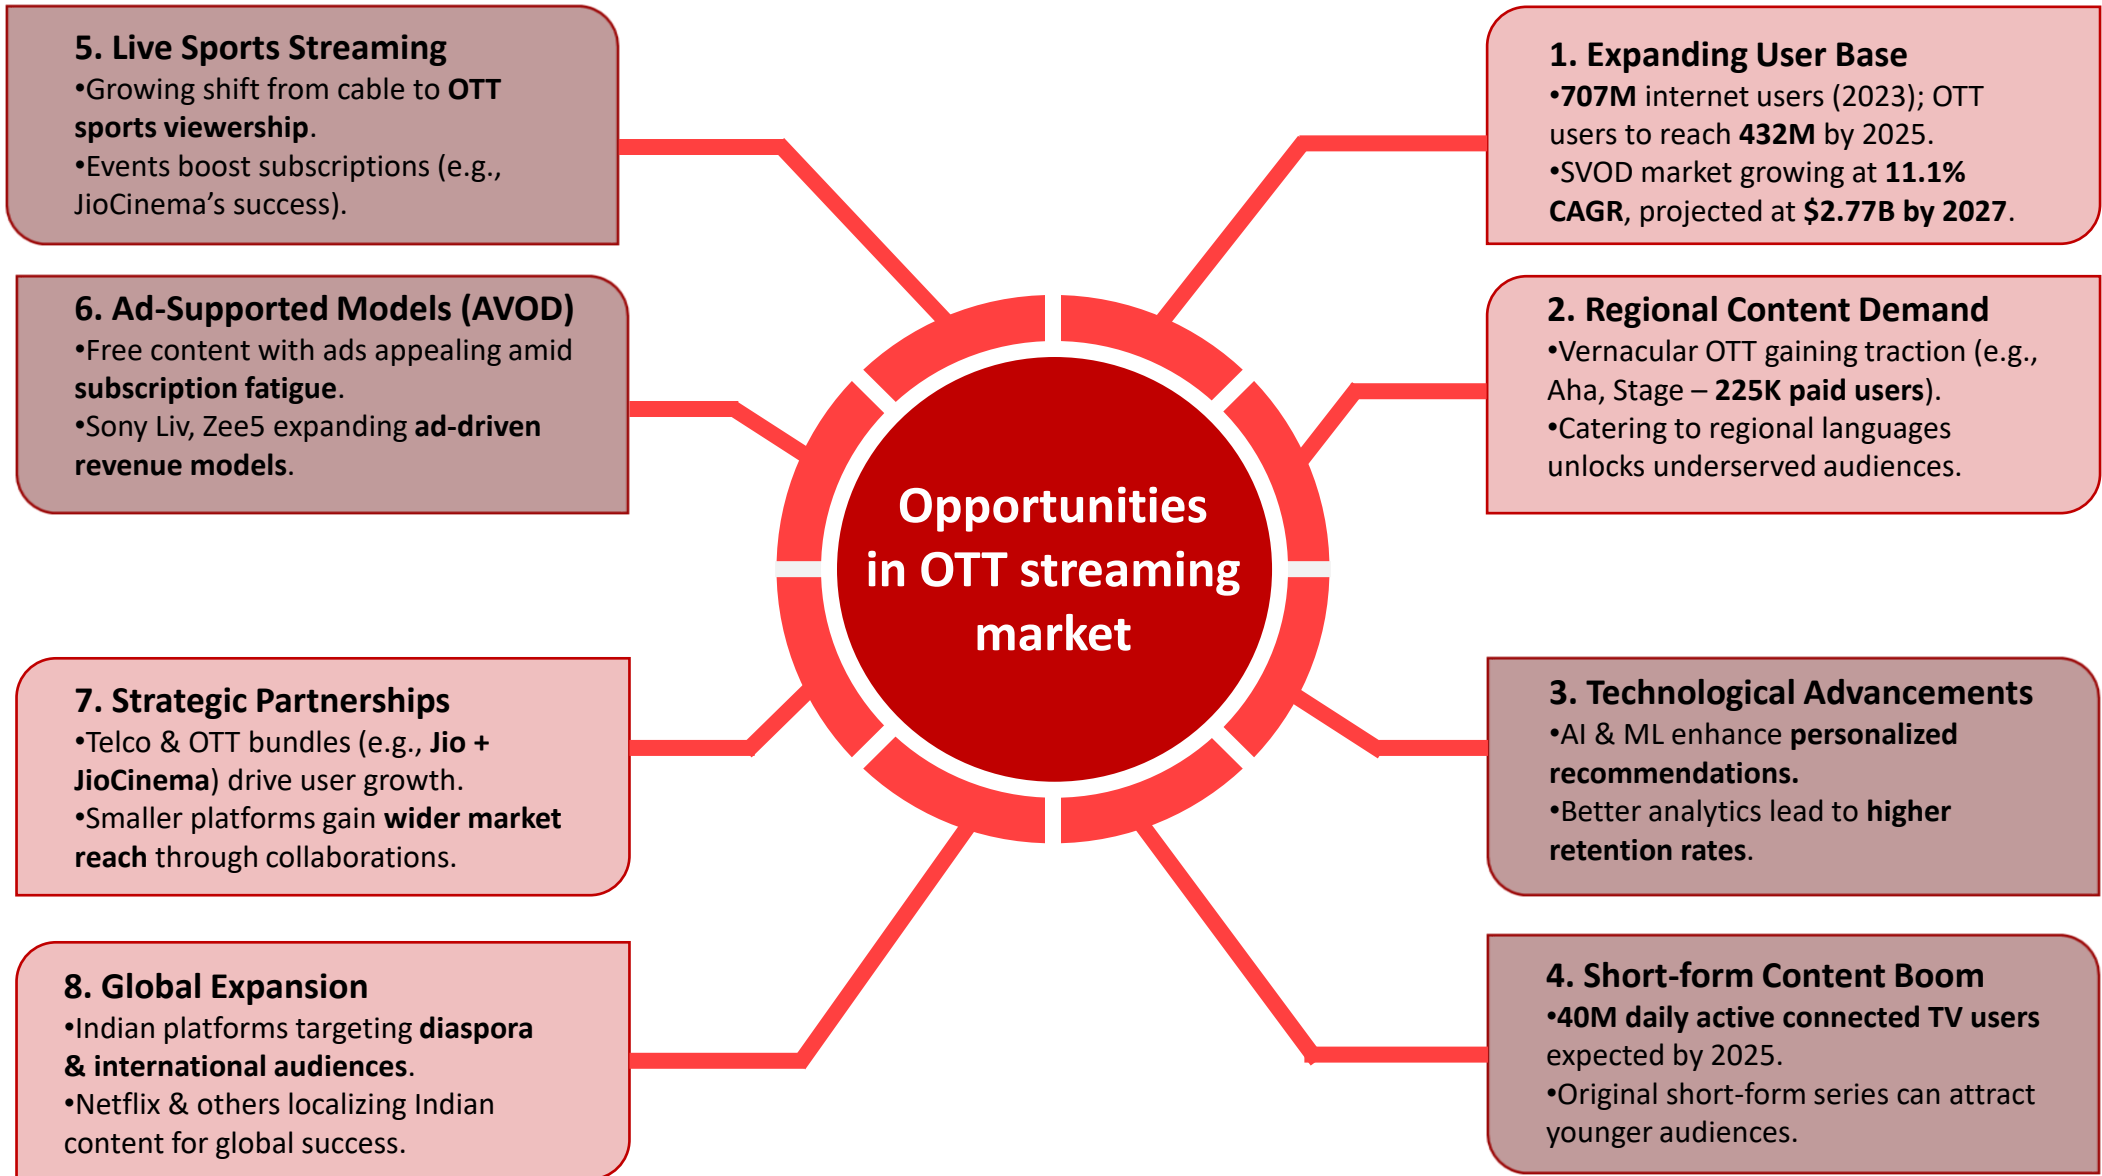 5. Live Sports Streaming
•Growing shift from cable to OTT
sports viewership.
•Events boost subscriptions (e.g.,
JioCinema’s success).
6. Ad-Supported Models (AVOD)
•Free content with ads appealing amid
subscription fatigue.
•Sony Liv, Zee5 expanding ad-driven
revenue models.
7. Strategic Partnerships
•Telco & OTT bundles (e.g., Jio +
JioCinema) drive user growth.
•Smaller platforms gain wider market
reach through collaborations.
8. Global Expansion
•Indian platforms targeting diaspora
& international audiences.
•Netflix & others localizing Indian
content for global success.
Opportunities
in OTT streaming
market
1. Expanding User Base
•707M internet users (2023); OTT
users to reach 432M by 2025.
•SVOD market growing at 11.1%
CAGR, projected at $2.77B by 2027.
2. Regional Content Demand
•Vernacular OTT gaining traction (e.g.,
Aha, Stage – 225K paid users).
•Catering to regional languages
unlocks underserved audiences.
3. Technological Advancements
•AI & ML enhance personalized
recommendations.
•Better analytics lead to higher
retention rates.
4. Short-form Content Boom
•40M daily active connected TV users
expected by 2025.
•Original short-form series can attract
younger audiences.